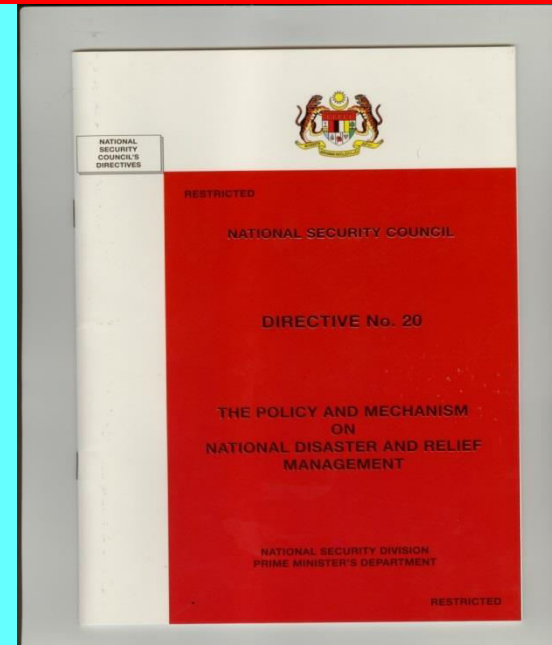 NATIONAL
SECURITY
COUNCIL'S
DIRECTIVES
RESTRICTED
NATIONAL SECURITY COUNCIL
DIRECTIVE No. 20
THE POLICY AND MECHANISM
ON
NATIONAL DISASTER AND RELIEF
MANAGEMENT
NATIONAL SECURITY DIVISION
PRIME MINISTER'S DEPARTMENT
RESTRICTED